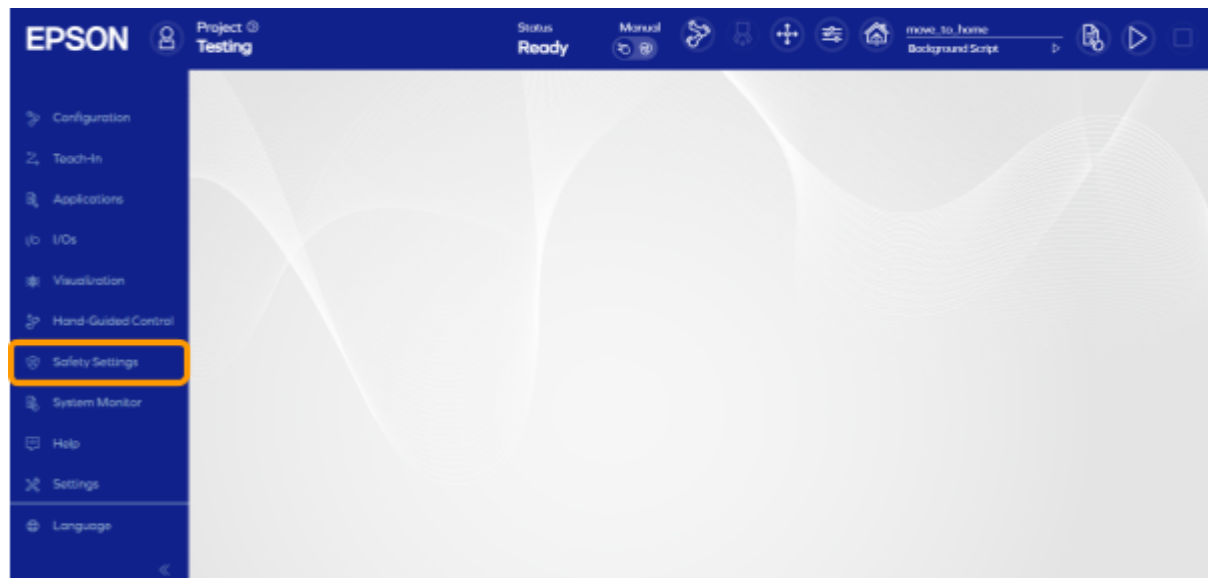 EPSON
Project
Testing
Status
Ready
Manual
move_to_home
Background Script
Configuration
Teach-In
Applications
I/Os
Visualization
Hand-Guided Control
Safety Settings
System Monitor
Help
Settings
Language